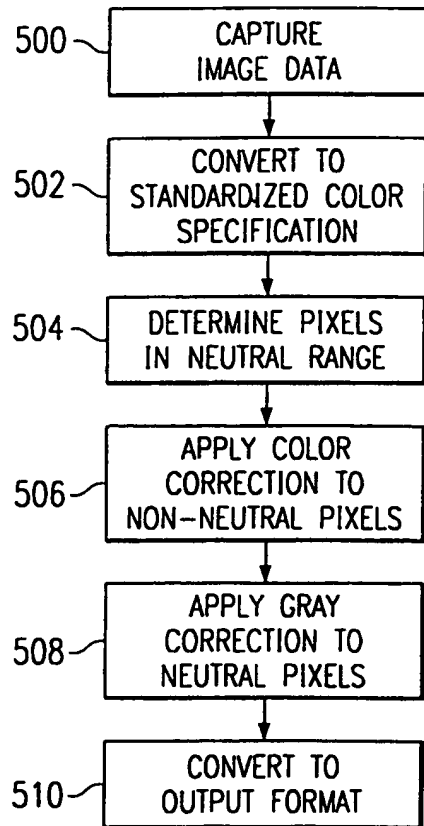 500
CAPTURE
IMAGE DATA
502
CONVERT TO
STANDARDIZED COLOR
SPECIFICATION
504
DETERMINE PIXELS
IN NEUTRAL RANGE
506
APPLY COLOR
CORRECTION TO
NON-NEUTRAL PIXELS
508
APPLY GRAY
CORRECTION TO
NEUTRAL PIXELS
510
CONVERT TO
OUTPUT FORMAT